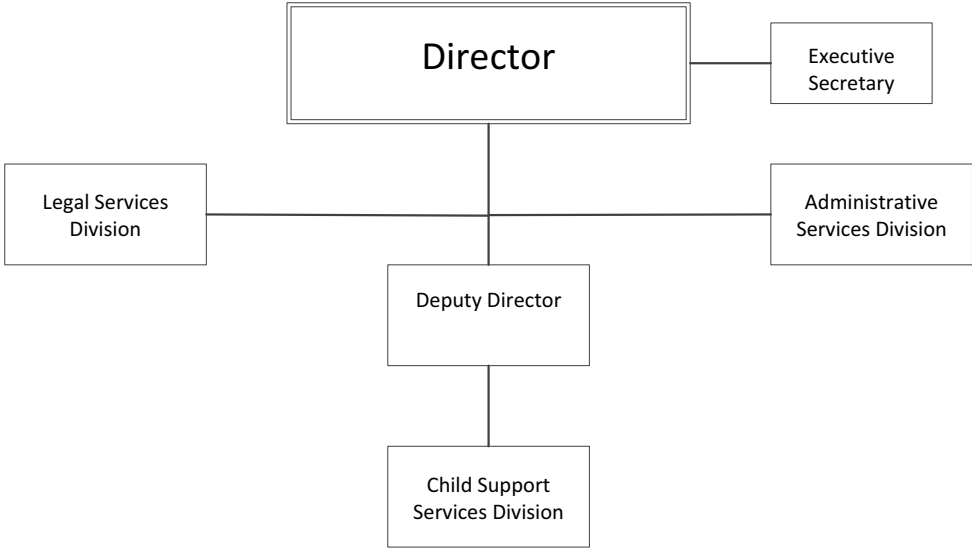 Director
Executive
Secretary
Legal Services
Division
Administrative
Services Division
Deputy Director
Child Support
Services Division